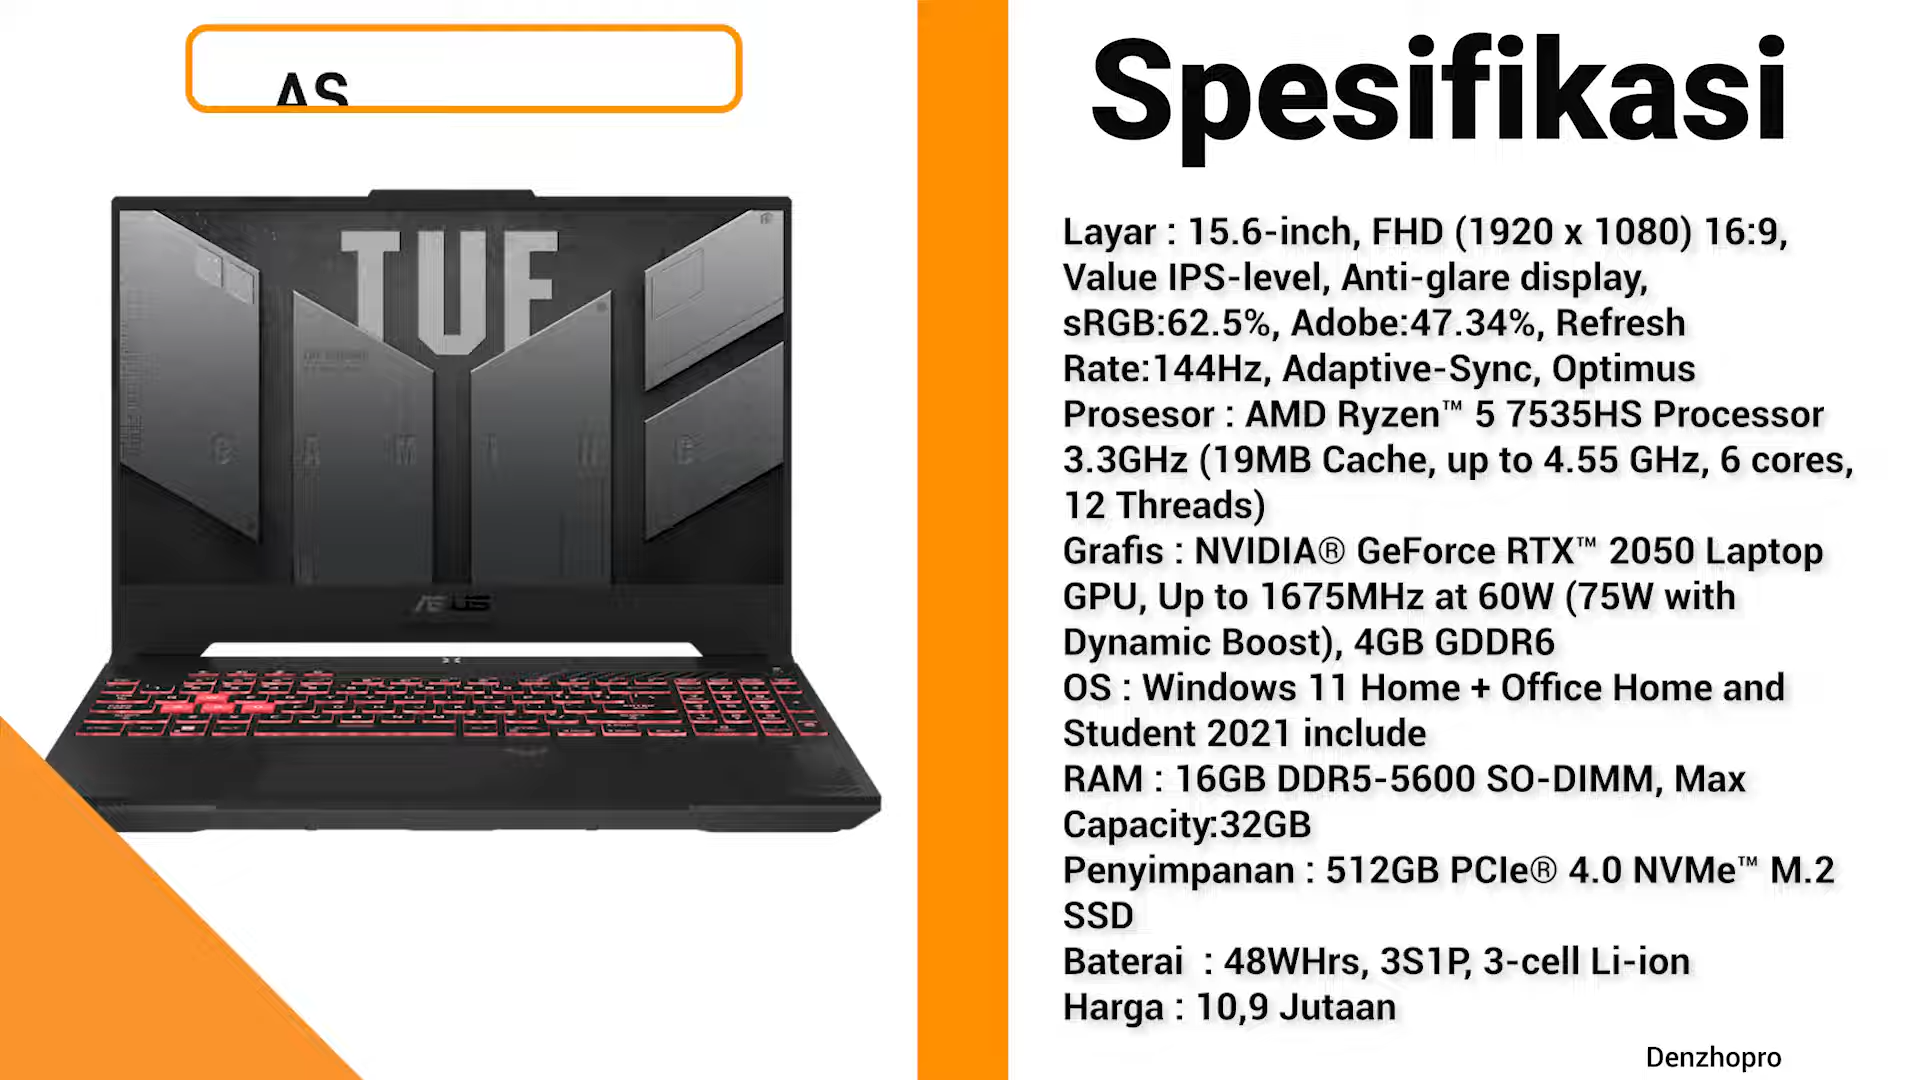 AS
Spesifikasi
TUF
GAMING
ASUS
Layar : 15.6-inch, FHD (1920 x 1080) 16:9,
Value IPS-level, Anti-glare display,
sRGB:62.5%, Adobe:47.34%, Refresh
Rate:144Hz, Adaptive-Sync, Optimus
Prosesor : AMD Ryzen™ 5 7535HS Processor
3.3GHz (19MB Cache, up to 4.55 GHz, 6 cores,
12 Threads)
Grafis : NVIDIA® GeForce RTX™ 2050 Laptop
GPU, Up to 1675MHz at 60W (75W with
Dynamic Boost), 4GB GDDR6
OS : Windows 11 Home + Office Home and
Student 2021 include
RAM : 16GB DDR5-5600 SO-DIMM, Max
Capacity:32GB
Penyimpanan : 512GB PCIe® 4.0 NVMe™ M.2
SSD
Baterai  : 48WHrs, 3S1P, 3-cell Li-ion
Harga : 10,9 Jutaan
Denzhopro